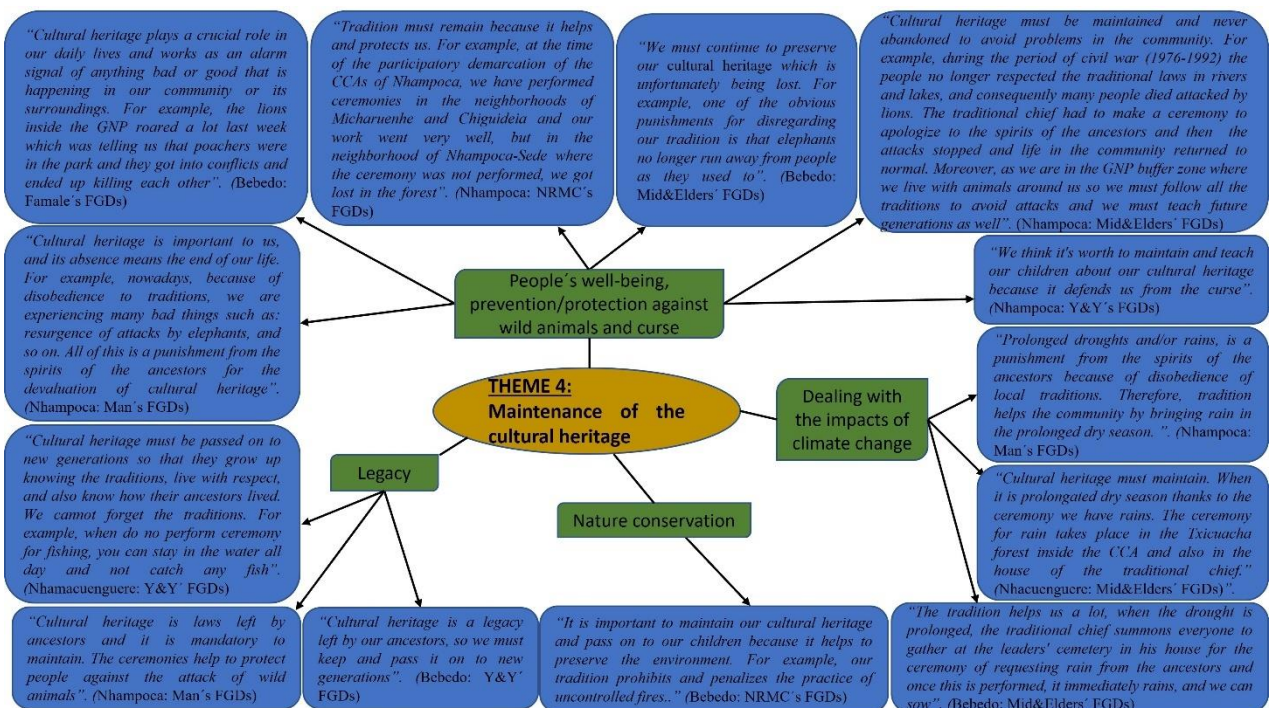 “Cultural heritage plays a crucial role in
our daily lives and works as an alarm
signal of anything bad or good that is
happening in our community or its
surroundings. For example, the lions
inside the GNP roared a lot last week
which was telling us that poachers were
in the park and they got into conflicts and
ended up killing each other”. (Bebedo:
Famale´s FGDs)
“Tradition must remain because it helps
and protects us. For example, at the time
of the participatory demarcation of the
CCAs of Nhampoca, we have performed
ceremonies in the neighborhoods of
Micharuenhe and Chiguideia and our
work went very well, but in the
neighborhood of Nhampoca-Sede where
the ceremony was not performed, we got
lost in the forest”. (Nhampoca: NRMC´s
FGDs)
“We must continue to preserve
our cultural heritage which is
unfortunately being lost. For
example, one of the obvious
punishments for disregarding
our tradition is that elephants
no longer run away from people
as they used to”. (Bebedo:
Mid&Elders´ FGDs)
“Cultural heritage must be maintained and never
abandoned to avoid problems in the community. For
example, during the period of civil war (1976-1992) the
people no longer respected the traditional laws in rivers
and lakes, and consequently many people died attacked by
lions. The traditional chief had to make a ceremony to
apologize to the spirits of the ancestors and then the
attacks stopped and life in the community returned to
normal. Moreover, as we are in the GNP buffer zone where
we live with animals around us so we must follow all the
traditions to avoid attacks and we must teach future
generations as well”. (Nhampoca: Mid&Elders´ FGDs)
“Cultural heritage is important to us,
and its absence means the end of our life.
For example, nowadays, because of
disobedience to traditions, we are
experiencing many bad things such as:
resurgence of attacks by elephants, and
so on. All of this is a punishment from the
spirits of the ancestors for the
devaluation of cultural heritage”.
(Nhampoca: Man´s FGDs)
People´s well-being,
prevention/protection against
wild animals and curse
“We think it's worth to maintain and teach
our children about our cultural heritage
because it defends us from the curse”.
(Nhampoca: Y&Y´s FGDs)
THEME 4:
Maintenance of the
cultural heritage
Dealing with
the impacts of
climate change
“Prolonged droughts and/or rains, is a
punishment from the spirits of the
ancestors because of disobedience of
local traditions. Therefore, tradition
helps the community by bringing rain in
the prolonged dry season. ”. (Nhampoca:
Man´s FGDs)
“Cultural heritage must be passed on to
new generations so that they grow up
knowing the traditions, live with respect,
and also know how their ancestors lived.
We cannot forget the traditions. For
example, when do no perform ceremony
for fishing, you can stay in the water all
day and not catch any fish”.
(Nhamacuenguere: Y&Y´ FGDs)
Legacy
Nature conservation
“Cultural heritage must maintain. When
it is prolongated dry season thanks to the
ceremony we have rains. The ceremony
for rain takes place in the Txicuacha
forest inside the CCA and also in the
house of the traditional chief.”
(Nhacuenguere: Mid&Elders´ FGDs)”.
“Cultural heritage is laws left by
ancestors and it is mandatory to
maintain. The ceremonies help to protect
people against the attack of wild
animals”. (Nhampoca: Man´s FGDs)
“Cultural heritage is a legacy
left by our ancestors, so we must
keep and pass it on to new
generations”. (Bebedo: Y&Y´
FGDs)
“It is important to maintain our cultural heritage
and pass on to our children because it helps to
preserve the environment. For example, our
tradition prohibits and penalizes the practice of
uncontrolled fires..” (Bebedo: NRMC´s FGDs)
“The tradition helps us a lot, when the drought is
prolonged, the traditional chief summons everyone to
gather at the leaders' cemetery in his house for the
ceremony of requesting rain from the ancestors and
once this is performed, it immediately rains, and we can
sow”. (Bebedo: Mid&Elders´ FGDs)